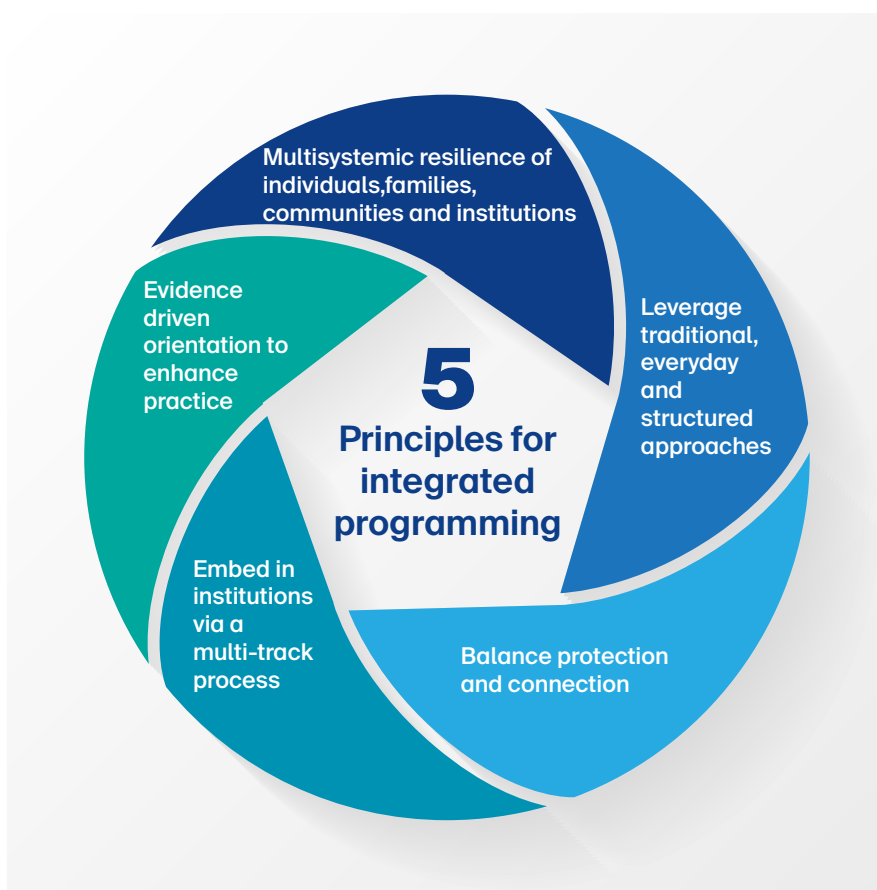 Multisystemic resilience of
individuals,families,
communities and institutions
Leverage
traditional,
everyday
and
structured
approaches
Balance protection
and connection
Embed in
institutions
via a
multi-track
process
Evidence
driven
orientation to
enhance
practice
5
Principles for
integrated
programming